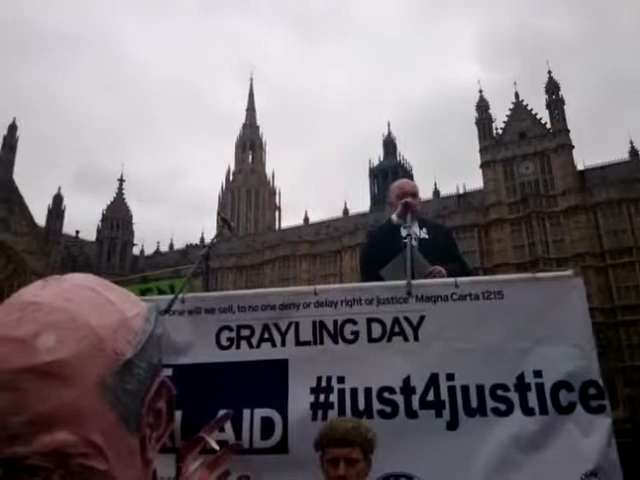 one will we sell, to no one deny or delay right or justice" Magna Carta 1215
GRAYLING DAY
#just4justice
AID